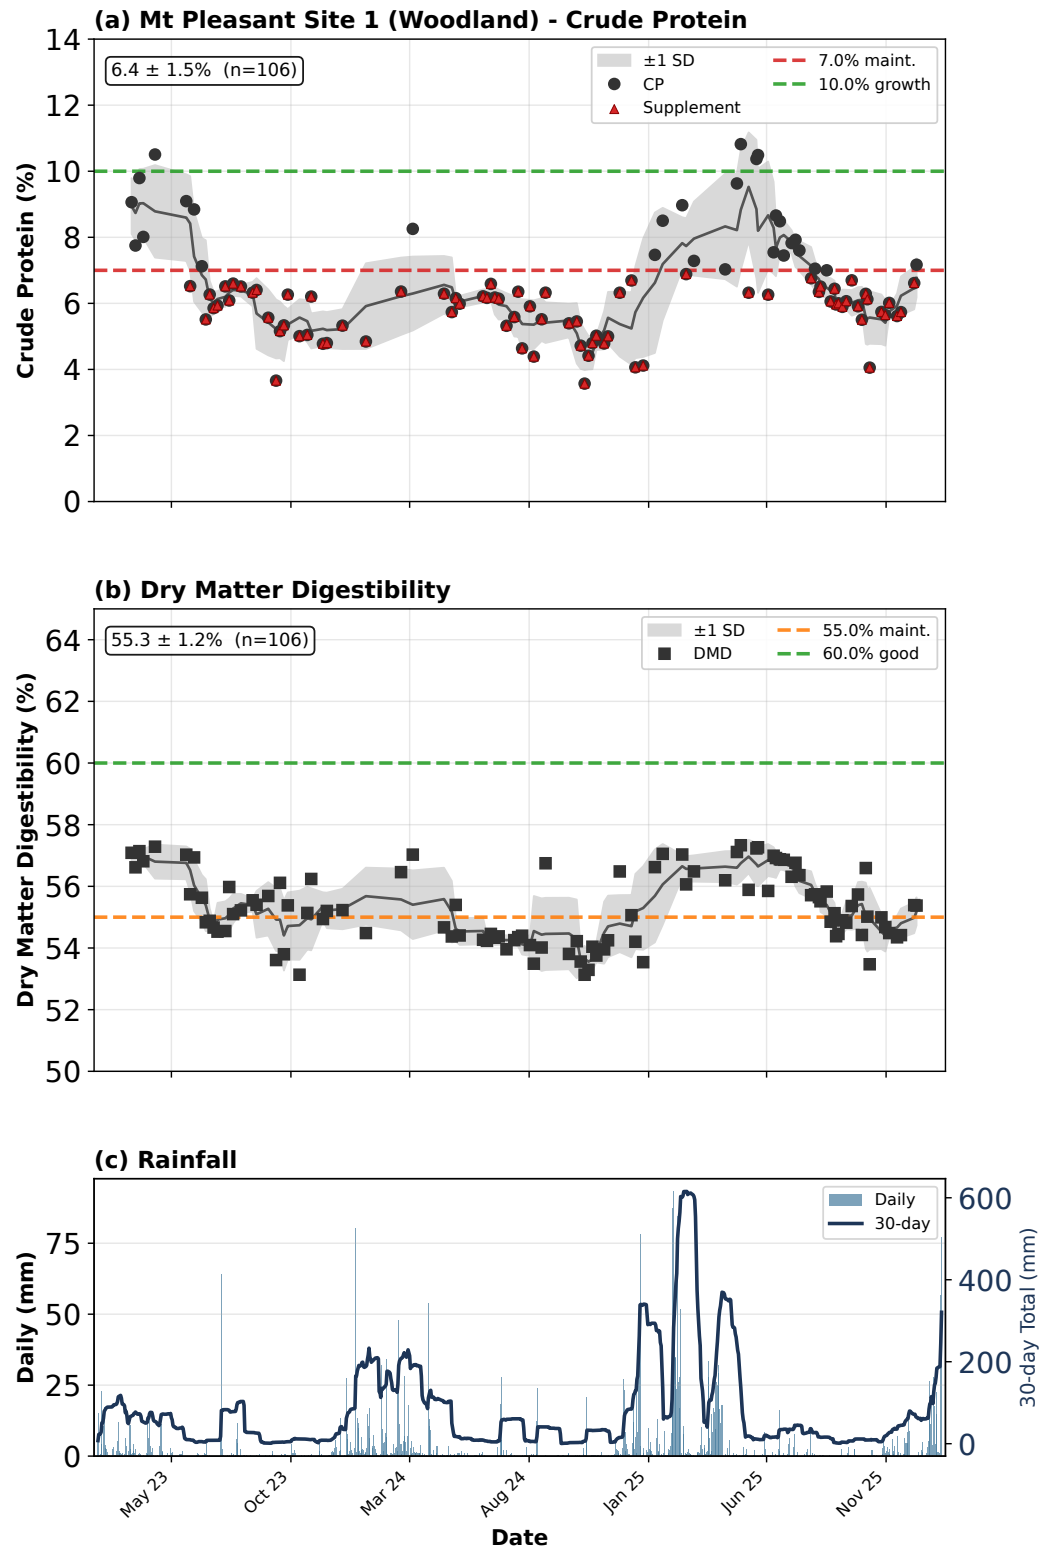 (a) Mt Pleasant Site 1 (Woodland) - Crude Protein
6.4 ± 1.5%  (n=106)
±1 SD
CP
Supplement
7.0% maint.
10.0% growth
Crude Protein (%)
14
12
10
8
6
4
2
0
(b) Dry Matter Digestibility
55.3 ± 1.2%  (n=106)
±1 SD
DMD
55.0% maint.
60.0% good
Dry Matter Digestibility (%)
64
62
60
58
56
54
52
50
(c) Rainfall
Daily
30-day
Daily (mm)
75
50
25
0
600
400
200
0
30-day Total (mm)
May 23
Oct 23
Mar 24
Aug 24
Jan 25
Jun 25
Nov 25
Date